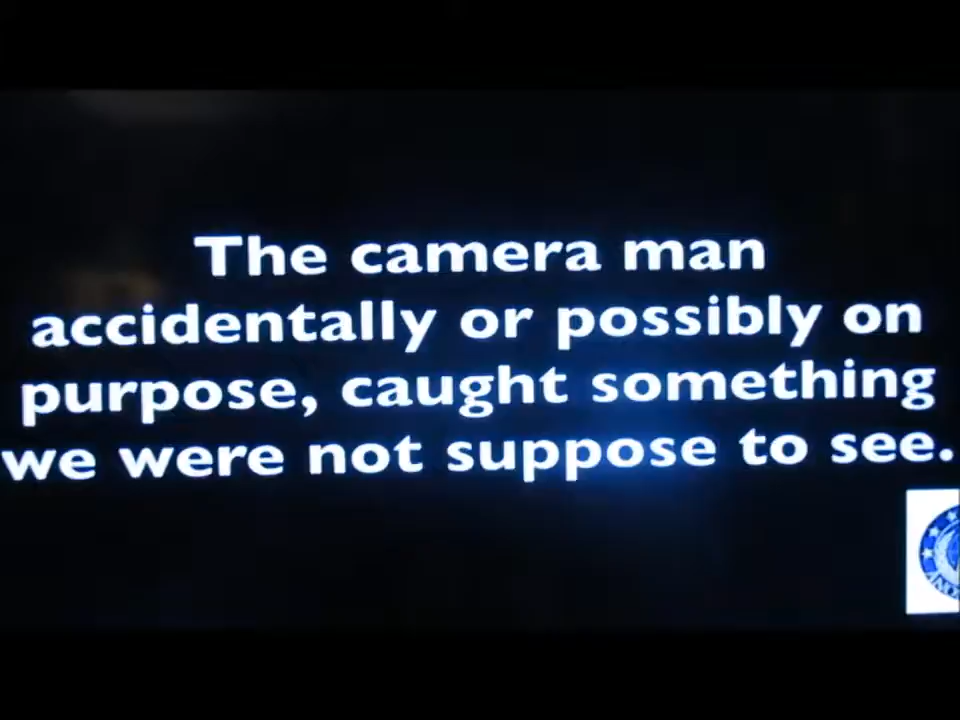 The camera man
accidentally or possibly on
purpose, caught something
we were not suppose to see.